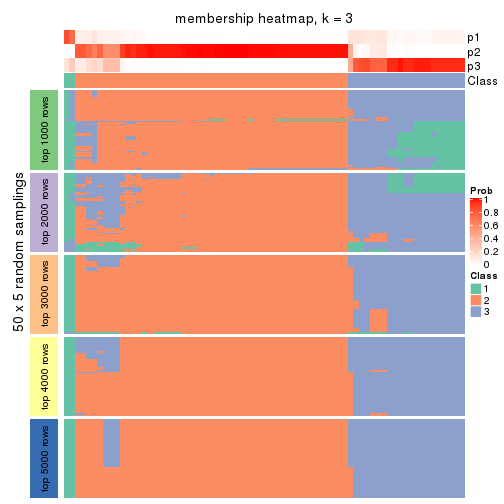 membership heatmap, k = 3
p1
p2
p3
Class
50 x 5 random samplings
top 1000 rows
top 2000 rows
top 3000 rows
top 4000 rows
top 5000 rows
Prob
1
0.8
0.6
0.4
0.2
0
Class
1
2
3